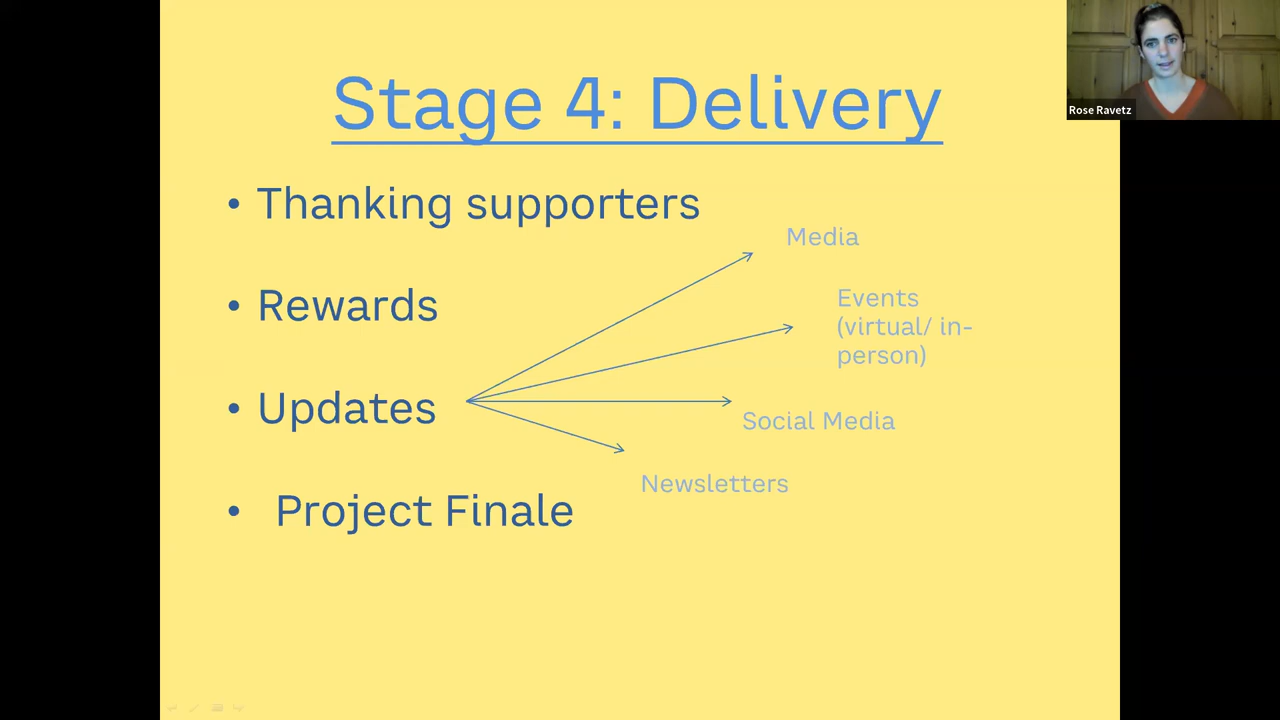 Stage 4: Delivery
Rose Ravetz
• Thanking supporters
Media
• Rewards
Events
(virtual/ in-
person)
• Updates
Social Media
Newsletters
• Project Finale